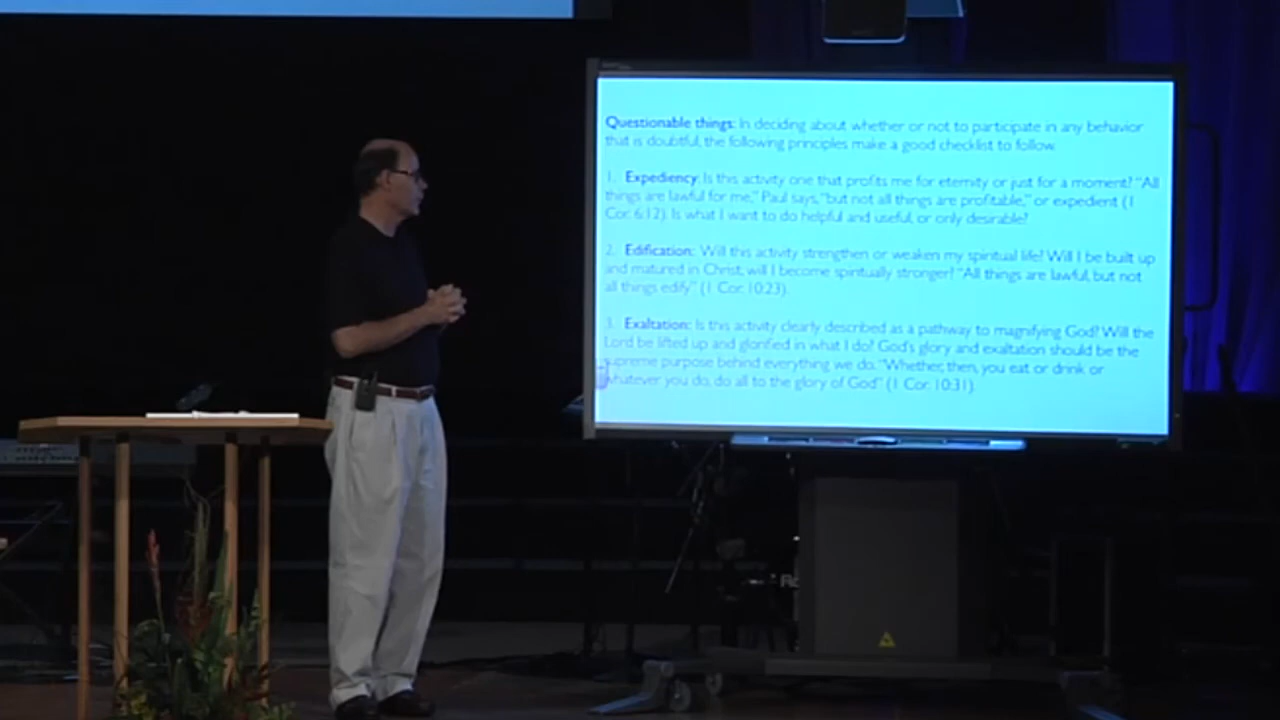 Questionable things: In deciding about whether or not to participate in any behavior
that is doubtful, the following principles make a good checklist to follow.
1. Expediency: Is this activity one that profits me for eternity or just for a moment? "All
things are lawful for me," Paul says, "but not all things are profitable," or expedient (1
Cor. 6:12). Is what I want to do helpful and useful, or only desirable?
2. Edification: Will this activity strengthen or weaken my spiritual life? Will I be built up
and matured in Christ, will I become spiritually stronger? "All things are lawful, but not
all things edify" (1 Cor. 10:23).
3. Exaltation: Is this activity clearly described as a pathway to magnifying God? Will the
Lord be lifted up and glorified in what I do? God's glory and exaltation should be the
supreme purpose behind everything we do. "Whether, then, you eat or drink or
whatever you do, do all to the glory of God" (1 Cor. 10:31).